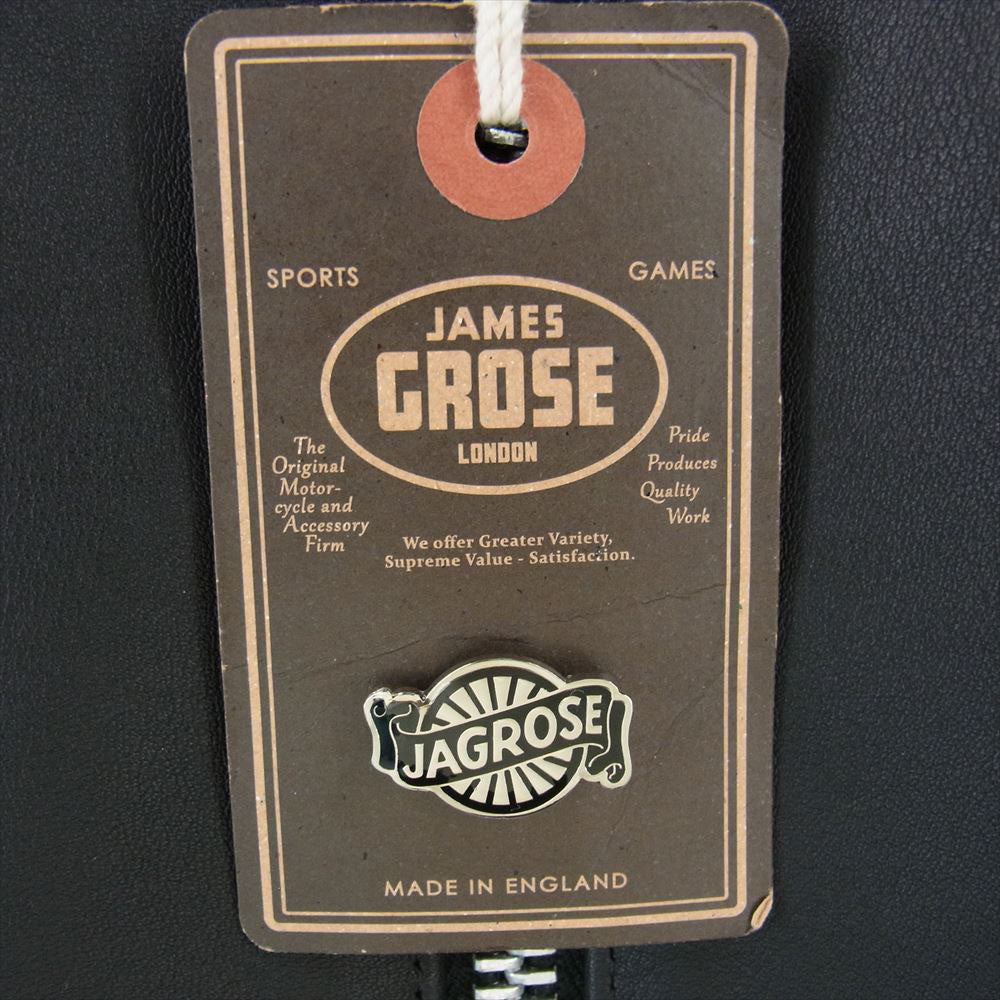 SPORTS
GAMES
JAMES
GROSE
LONDON
The
Original
Motor-
cycle and
Accessory
Firm
Pride
Produces
Quality
Work
We offer Greater Variety,
Supreme Value - Satisfaction.
JAGROSE
MADE IN ENGLAND